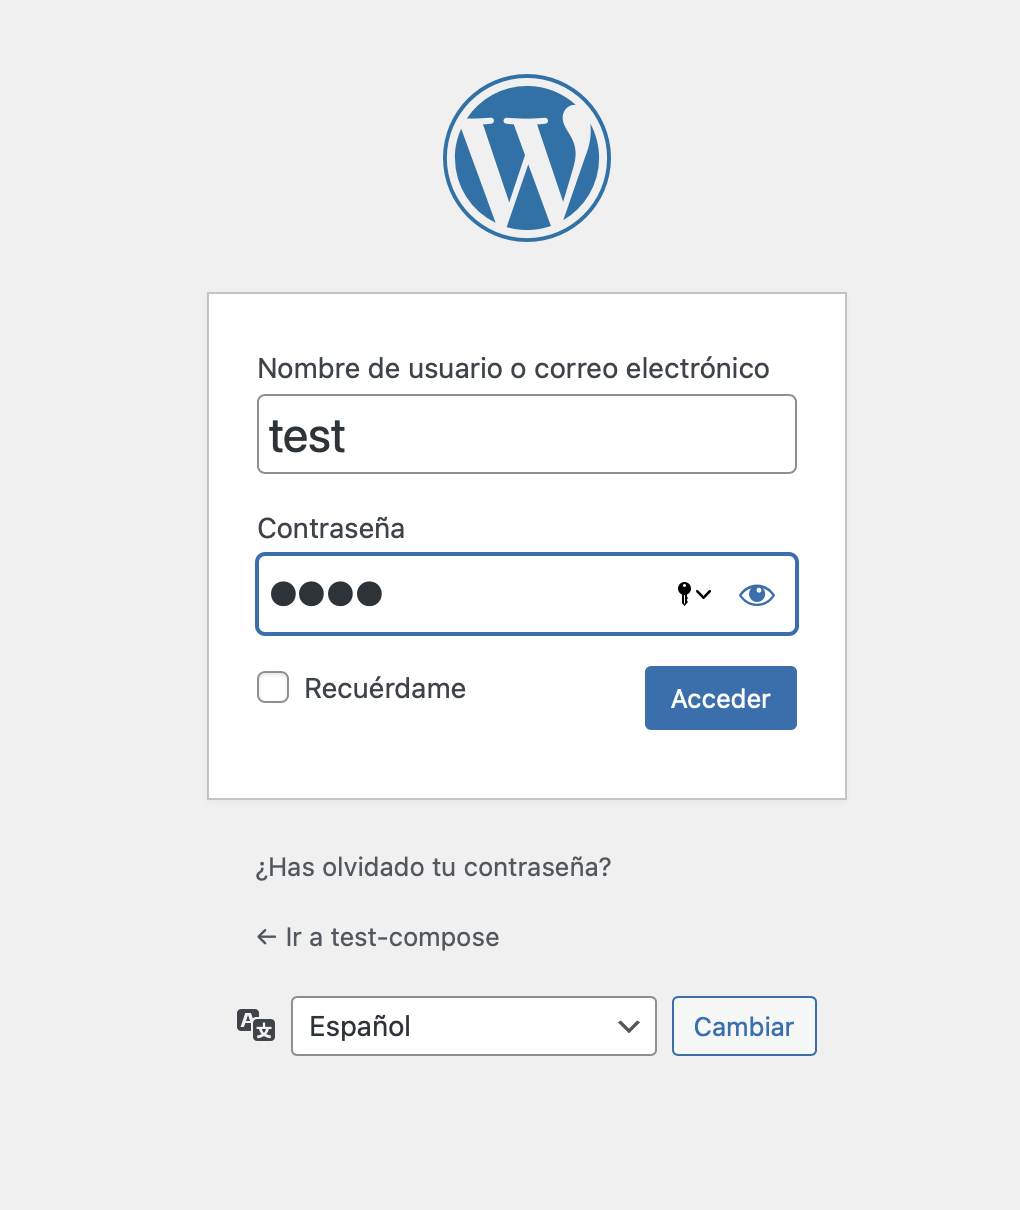 Nombre de usuario o correo electrónico
test
Contraseña
Recuérdame
Acceder
¿Has olvidado tu contraseña?
← Ir a test-compose
Español
Cambiar